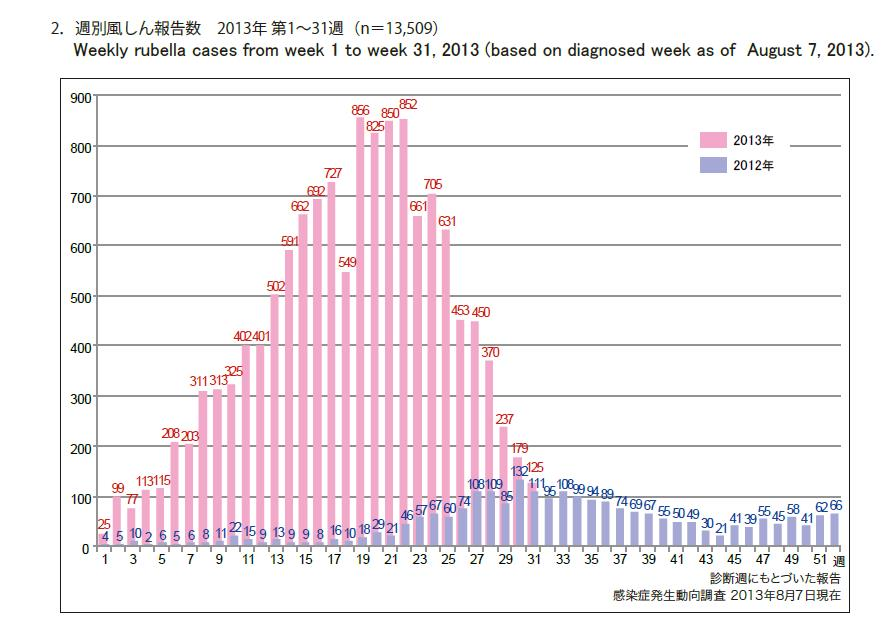 2. 週別風しん報告数　2013年 第1～31週（n＝13,509）
Weekly rubella cases from week 1 to week 31, 2013 (based on diagnosed week as of August 7, 2013).
900
800
700
600
500
400
300
200
100
0
2013年
2012年
25 99 77 113 115 208 203 311 313 325 402 401 502 591 662 692 727 549 856 825 850 852 661 705 631 453 450 370 237 179 125
4 5 10 2 6 5 6 8 11 22 15 9 13 9 9 8 16 10 18 29 21 46 57 67 60 74 108 109 85 132 111 95 108 99 94 89 74 69 67 55 50 49 30 21 41 39 55 45 58 41 62 66
1 3 5 7 9 11 13 15 17 19 21 23 25 27 29 31 33 35 37 39 41 43 45 47 49 51 週
診断週にもとづいた報告
感染症発生動向調査 2013年8月7日現在